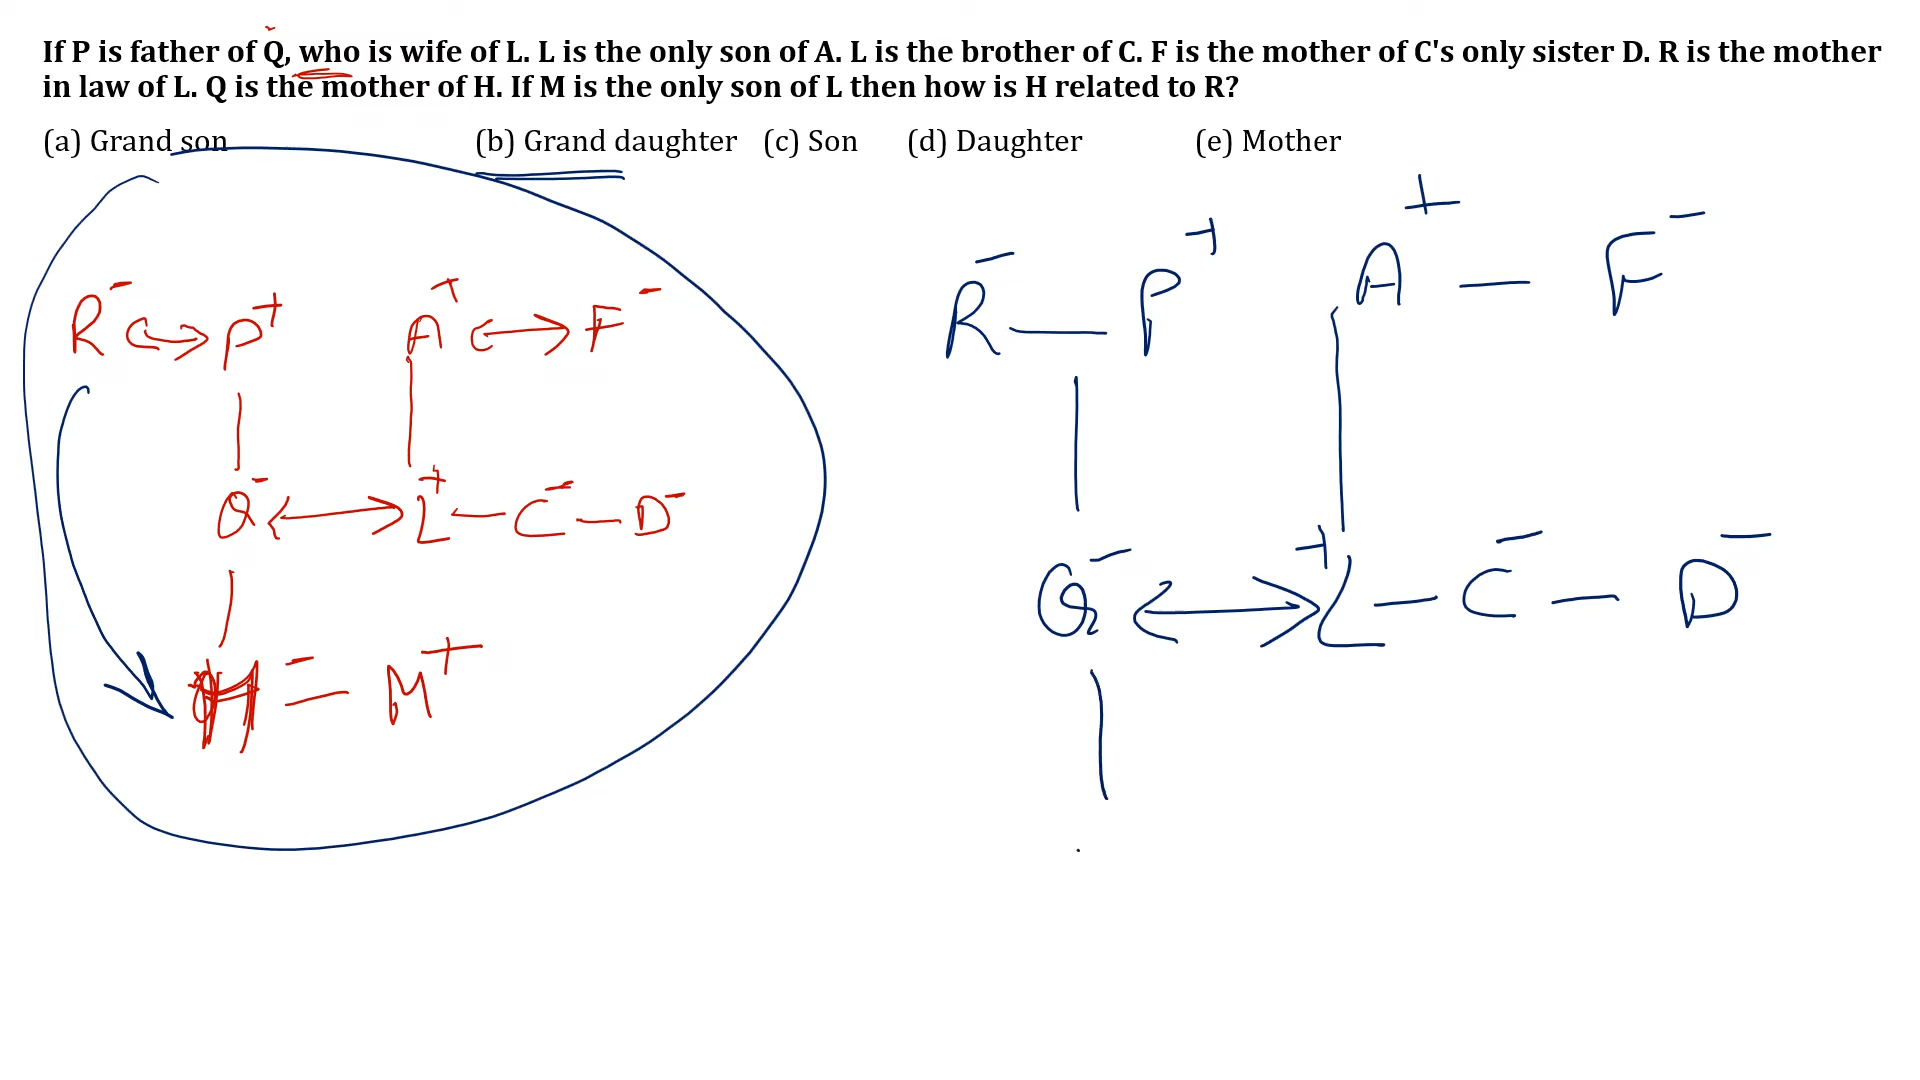 If P is father of Q, who is wife of L. L is the only son of A. L is the brother of C. F is the mother of C's only sister D. R is the mother
in law of L. Q is the mother of H. If M is the only son of L then how is H related to R?
(a) Grand son (b) Grand daughter (c) Son (d) Daughter (e) Mother
R⁻ ↔ P⁺ A⁺ ↔ F⁻
R⁻ — P⁺ A⁺ — F⁻
Q⁻ ↔ L⁺ — C⁻ — D⁻
Q⁻ ↔ L⁺ — C⁻ — D⁻
H⁻ — M⁺